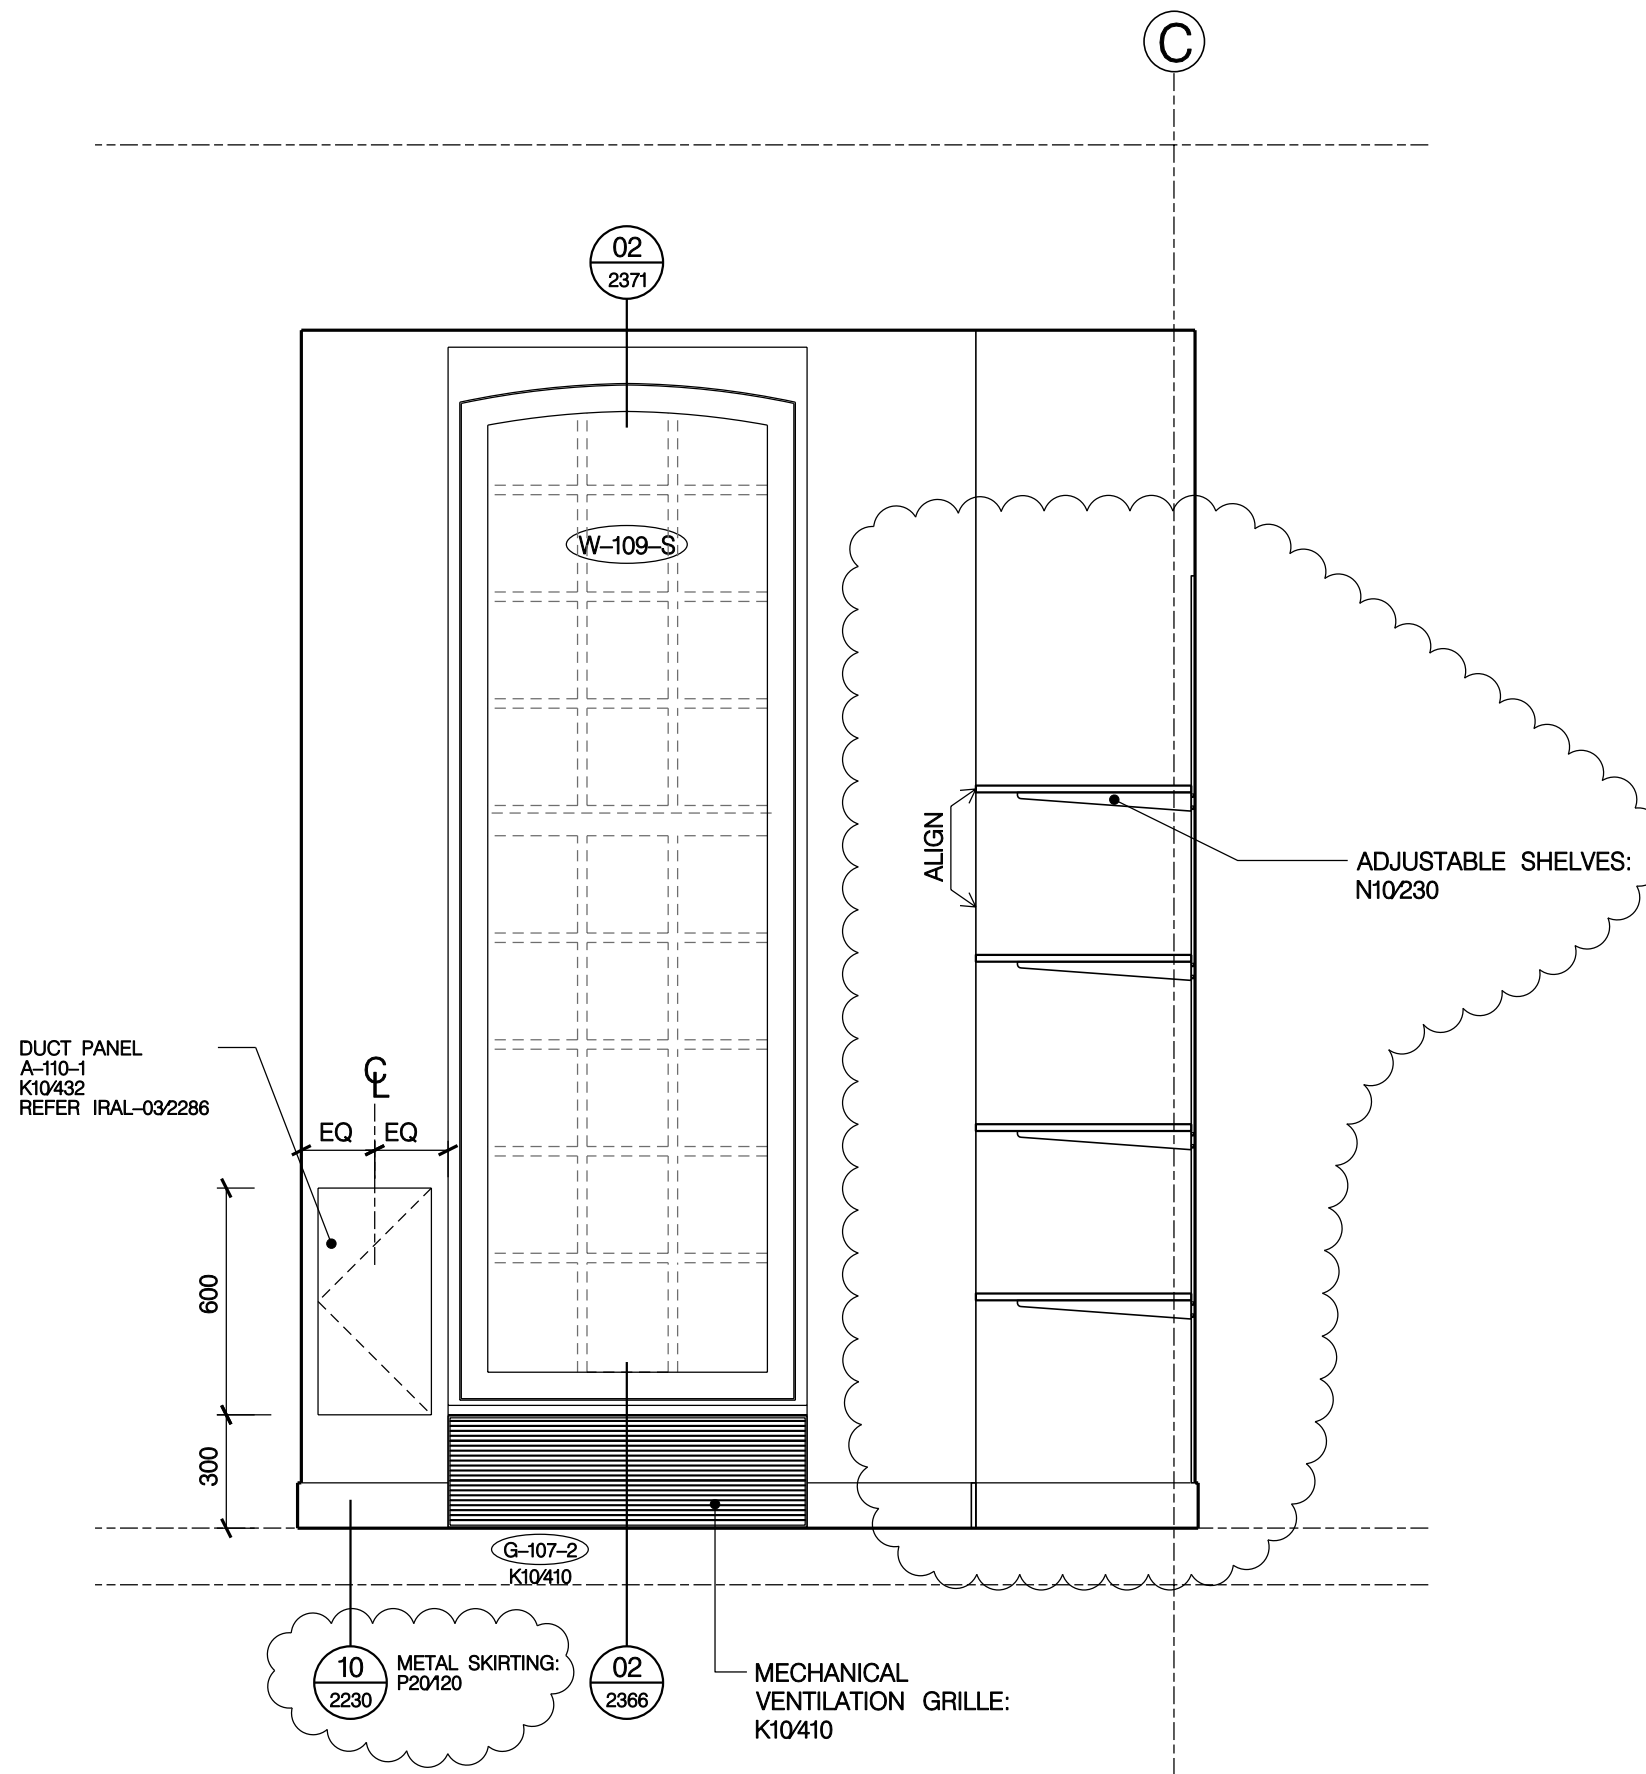 C
02
2371
W-109-S
ALIGN
ADJUSTABLE SHELVES:
N10/230
DUCT PANEL
A-110-1
K10/432
REFER IRAL-03/2286
CL
EQ EQ
600
300
G-107-2
K10/410
10
2230
METAL SKIRTING:
P20/120
02
2366
MECHANICAL
VENTILATION GRILLE:
K10/410